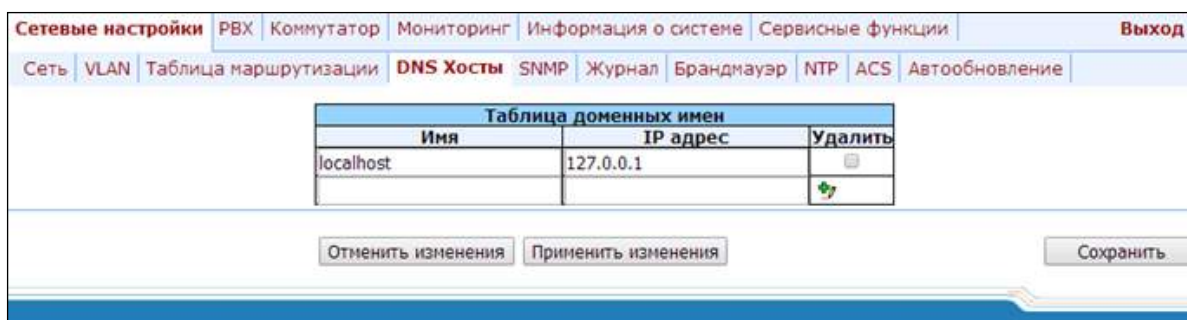 Сетевые настройки PBX Коммутатор Мониторинг Информация о системе Сервисные функции Выход
Сеть VLAN Таблица маршрутизации DNS Хосты SNMP Журнал Брандмауэр NTP ACS Автообновление
Таблица доменных имен
Имя IP адрес Удалить
localhost 127.0.0.1
Отменить изменения Применить изменения Сохранить